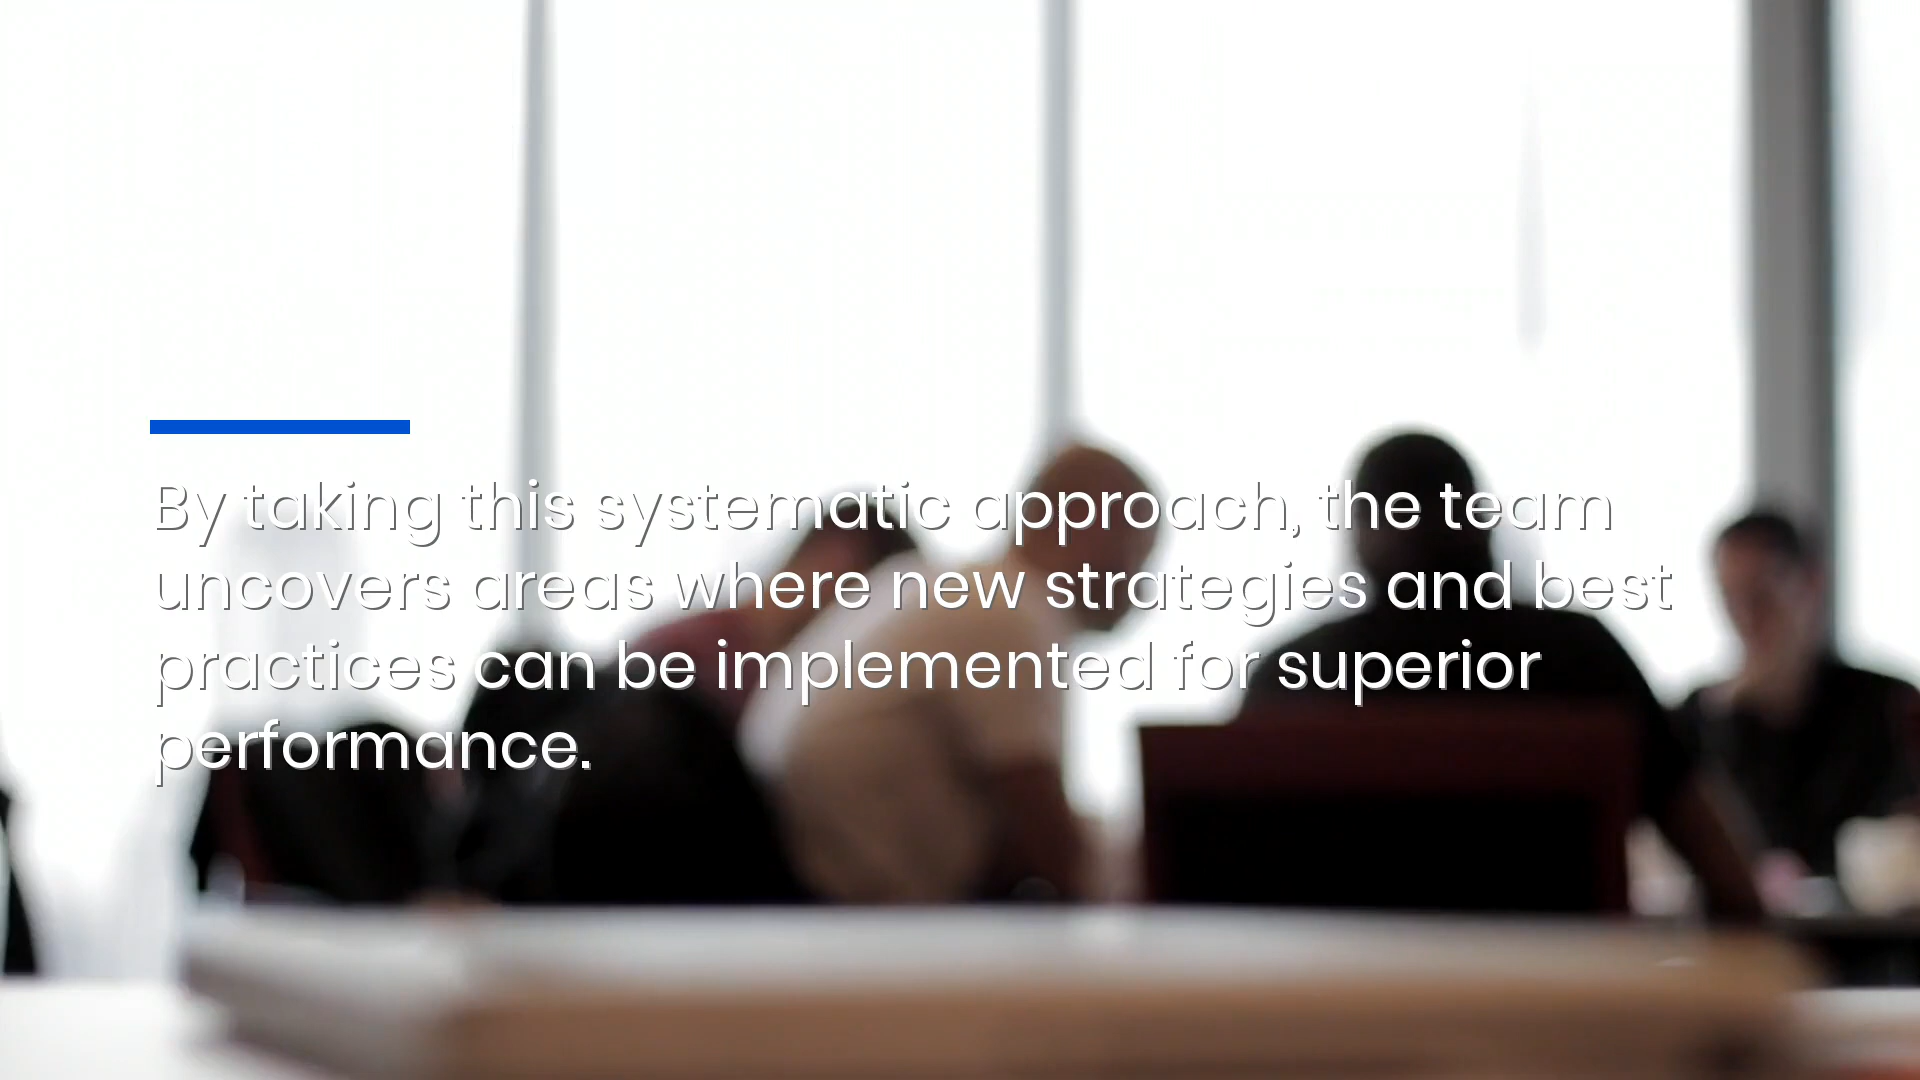 By taking this systematic approach, the team
uncovers areas where new strategies and best
practices can be implemented for superior
performance.